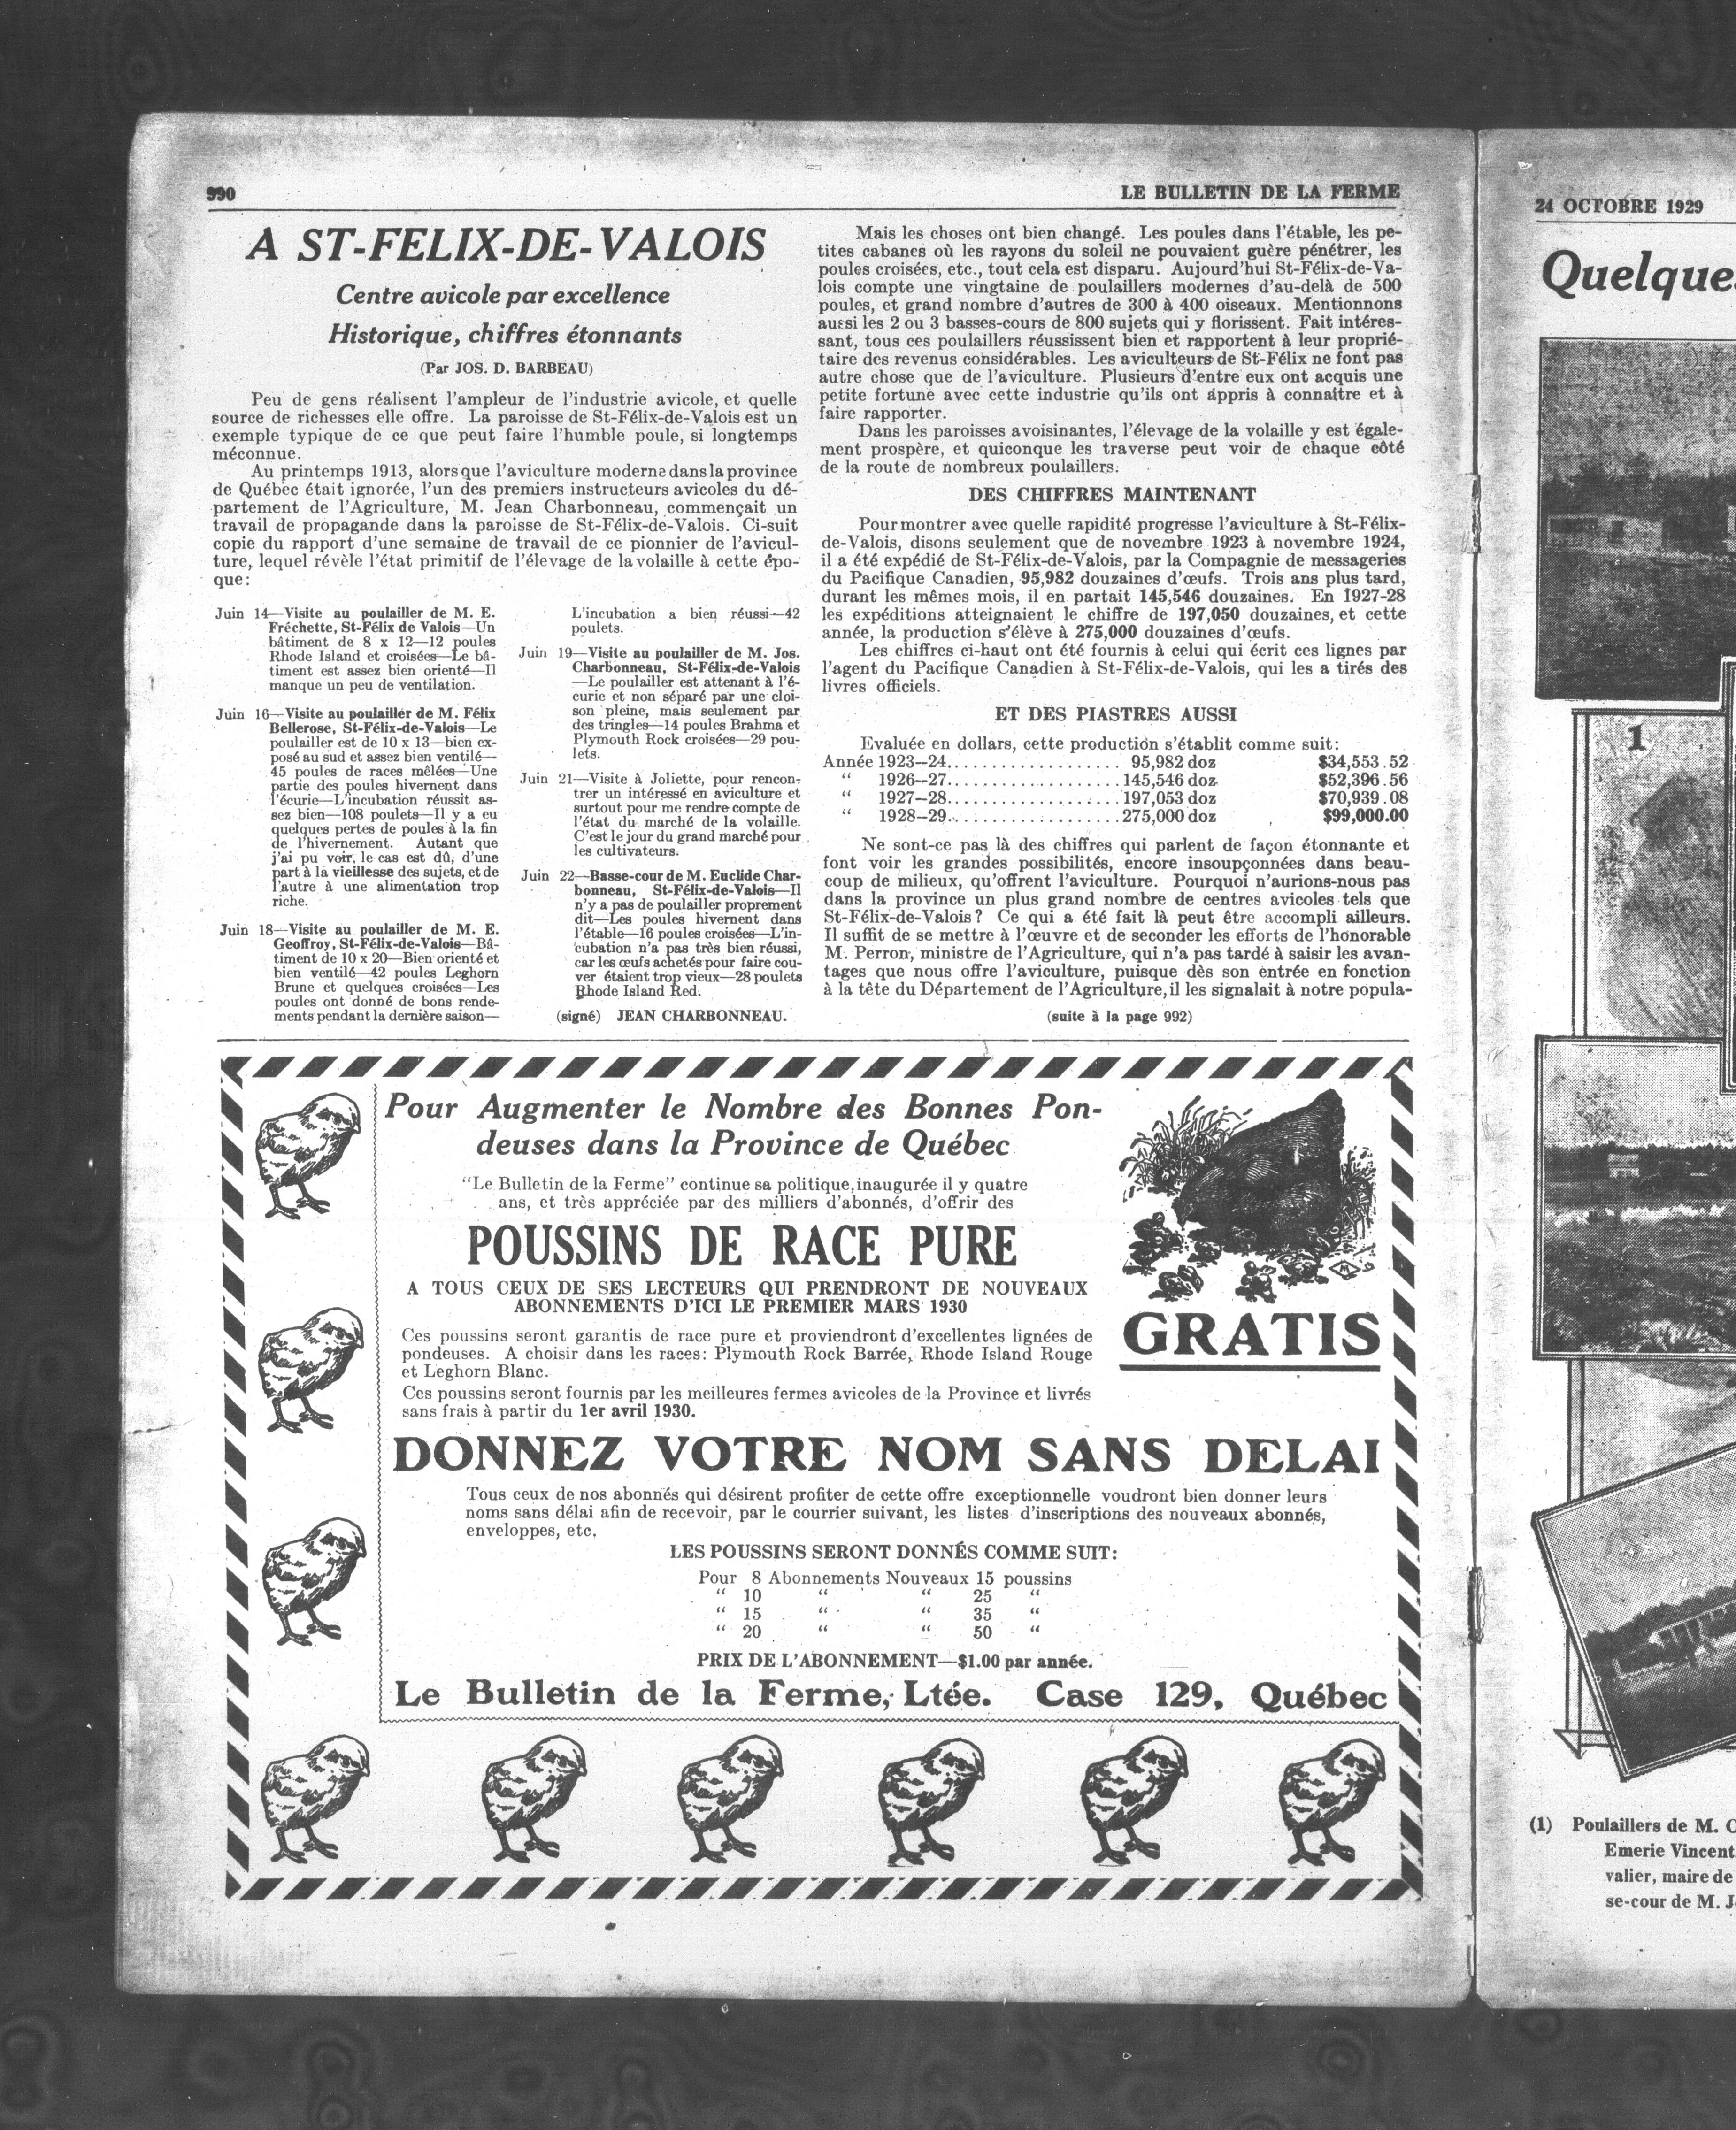 990
LE BULLETIN DE LA FERME
A ST-FELIX-DE-VALOIS
Centre avicole par excellence
Historique, chiffres étonnants
(Par JOS. D. BARBEAU)
Peu de gens réalisent l'ampleur de l'industrie avicole, et quelle
source de richesses elle offre. La paroisse de St-Félix-de-Valois est un
exemple typique de ce que peut faire l'humble poule, si longtemps
méconnue.
Au printemps 1913, alors que l'aviculture moderne dans la province
de Québec était ignorée, l'un des premiers instructeurs avicoles du dé-
partement de l'Agriculture, M. Jean Charbonneau, commençait un
travail de propagande dans la paroisse de St-Félix-de-Valois. Ci-suit
copie du rapport d'une semaine de travail de ce pionnier de l'avicul-
ture, lequel révèle l'état primitif de l'élevage de la volaille à cette épo-
que:
Juin 14—Visite au poulailler de M. E.
Fréchette, St-Félix de Valois—Un
bâtiment de 8 x 12—12 poules
Rhode Island et croisées—Le bâ-
timent est assez bien orienté—Il
manque un peu de ventilation.
Juin 16—Visite au poulailler de M. Félix
Bellerose, St-Félix-de-Valois—Le
poulailler est de 10 x 13—bien ex-
posé au sud et assez bien ventilé—
45 poules de races mêlées—Une
partie des poules hivernent dans
l'écurie—L'incubation réussit as-
sez bien—108 poulets—Il y a eu
quelques pertes de poules à la fin
de l'hivernement. Autant que
j'ai pu voir, le cas est dû, d'une
part à la vieillesse des sujets, et de
l'autre à une alimentation trop
riche.
Juin 18—Visite au poulailler de M. E.
Geoffroy, St-Félix-de-Valois—Bâ-
timent de 10 x 20—Bien orienté et
bien ventilé—42 poules Leghorn
Brune et quelques croisées—Les
poules ont donné de bons rende-
ments pendant la dernière saison—
L'incubation a bien réussi—42
poulets.
Juin 19—Visite au poulailler de M. Jos.
Charbonneau, St-Félix-de-Valois
—Le poulailler est attenant à l'é-
curie et non séparé par une cloi-
son pleine, mais seulement par
des tringles—14 poules Brahma et
Plymouth Rock croisées—29 pou-
lets.
Juin 21—Visite à Joliette, pour rencon-
trer un intéressé en aviculture et
surtout pour me rendre compte de
l'état du marché de la volaille.
C'est le jour du grand marché pour
les cultivateurs.
Juin 22—Basse-cour de M. Euclide Char-
bonneau, St-Félix-de-Valois—Il
n'y a pas de poulailler proprement
dit—Les poules hivernent dans
l'étable—16 poules croisées—L'in-
cubation n'a pas très bien réussi,
car les œufs achetés pour faire cou-
ver étaient trop vieux—28 poulets
Rhode Island Red.
(signé) JEAN CHARBONNEAU.
Mais les choses ont bien changé. Les poules dans l'étable, les pe-
tites cabanes où les rayons du soleil ne pouvaient guère pénétrer, les
poules croisées, etc., tout cela est disparu. Aujourd'hui St-Félix-de-Va-
lois compte une vingtaine de poulaillers modernes d'au-delà de 500
poules, et grand nombre d'autres de 300 à 400 oiseaux. Mentionnons
aussi les 2 ou 3 basses-cours de 800 sujets qui y florissent. Fait intéres-
sant, tous ces poulaillers réussissent bien et rapportent à leur proprié-
taire des revenus considérables. Les aviculteurs de St-Félix ne font pas
autre chose que de l'aviculture. Plusieurs d'entre eux ont acquis une
petite fortune avec cette industrie qu'ils ont appris à connaître et à
faire rapporter.
Dans les paroisses avoisinantes, l'élevage de la volaille y est égale-
ment prospère, et quiconque les traverse peut voir de chaque côté
de la route de nombreux poulaillers.
DES CHIFFRES MAINTENANT
Pour montrer avec quelle rapidité progresse l'aviculture à St-Félix-
de-Valois, disons seulement que de novembre 1923 à novembre 1924,
il a été expédié de St-Félix-de-Valois, par la Compagnie de messageries
du Pacifique Canadien, 95,982 douzaines d'œufs. Trois ans plus tard,
durant les mêmes mois, il en partait 145,546 douzaines. En 1927-28
les expéditions atteignaient le chiffre de 197,050 douzaines, et cette
année, la production s'élève à 275,000 douzaines d'œufs.
Les chiffres ci-haut ont été fournis à celui qui écrit ces lignes par
l'agent du Pacifique Canadien à St-Félix-de-Valois, qui les a tirés des
livres officiels.
ET DES PIASTRES AUSSI
Evaluée en dollars, cette production s'établit comme suit:
Année 1923—24.................... 95,982 doz $34,553.52
“ 1926—27....................145,546 doz $52,396.56
“ 1927—28....................197,053 doz $70,939.08
“ 1928—29....................275,000 doz $99,000.00
Ne sont-ce pas là des chiffres qui parlent de façon étonnante et
font voir les grandes possibilités, encore insoupçonnées dans beau-
coup de milieux, qu'offrent l'aviculture. Pourquoi n'aurions-nous pas
dans la province un plus grand nombre de centres avicoles tels que
St-Félix-de-Valois? Ce qui a été fait là peut être accompli ailleurs.
Il suffit de se mettre à l'œuvre et de seconder les efforts de l'honorable
M. Perron, ministre de l'Agriculture, qui n'a pas tardé à saisir les avan-
tages que nous offre l'aviculture, puisque dès son entrée en fonction
à la tête du Département de l'Agriculture, il les signalait à notre popula-
(suite à la page 992)
Pour Augmenter le Nombre des Bonnes Pon-
deuses dans la Province de Québec
“Le Bulletin de la Ferme” continue sa politique, inaugurée il y quatre
ans, et très appréciée par des milliers d'abonnés, d'offrir des
POUSSINS DE RACE PURE
A TOUS CEUX DE SES LECTEURS QUI PRENDRONT DE NOUVEAUX
ABONNEMENTS D'ICI LE PREMIER MARS 1930
GRATIS
Ces poussins seront garantis de race pure et proviendront d'excellentes lignées de
pondeuses. A choisir dans les races: Plymouth Rock Barrée, Rhode Island Rouge
et Leghorn Blanc.
Ces poussins seront fournis par les meilleures fermes avicoles de la Province et livrés
sans frais à partir du 1er avril 1930.
DONNEZ VOTRE NOM SANS DELAI
Tous ceux de nos abonnés qui désirent profiter de cette offre exceptionnelle voudront bien donner leurs
noms sans délai afin de recevoir, par le courrier suivant, les listes d'inscriptions des nouveaux abonnés,
enveloppes, etc.
LES POUSSINS SERONT DONNÉS COMME SUIT:
Pour 8 Abonnements Nouveaux 15 poussins
“ 10 “ “ 25 “
“ 15 “ “ 35 “
“ 20 “ “ 50 “
PRIX DE L'ABONNEMENT—$1.00 par année.
Le Bulletin de la Ferme, Ltée. Case 129, Québec
24 OCTOBRE 1929
Quelque
1
(1) Poulaillers de M.
Emerie Vincent
valier, maire de
se-cour de M. J